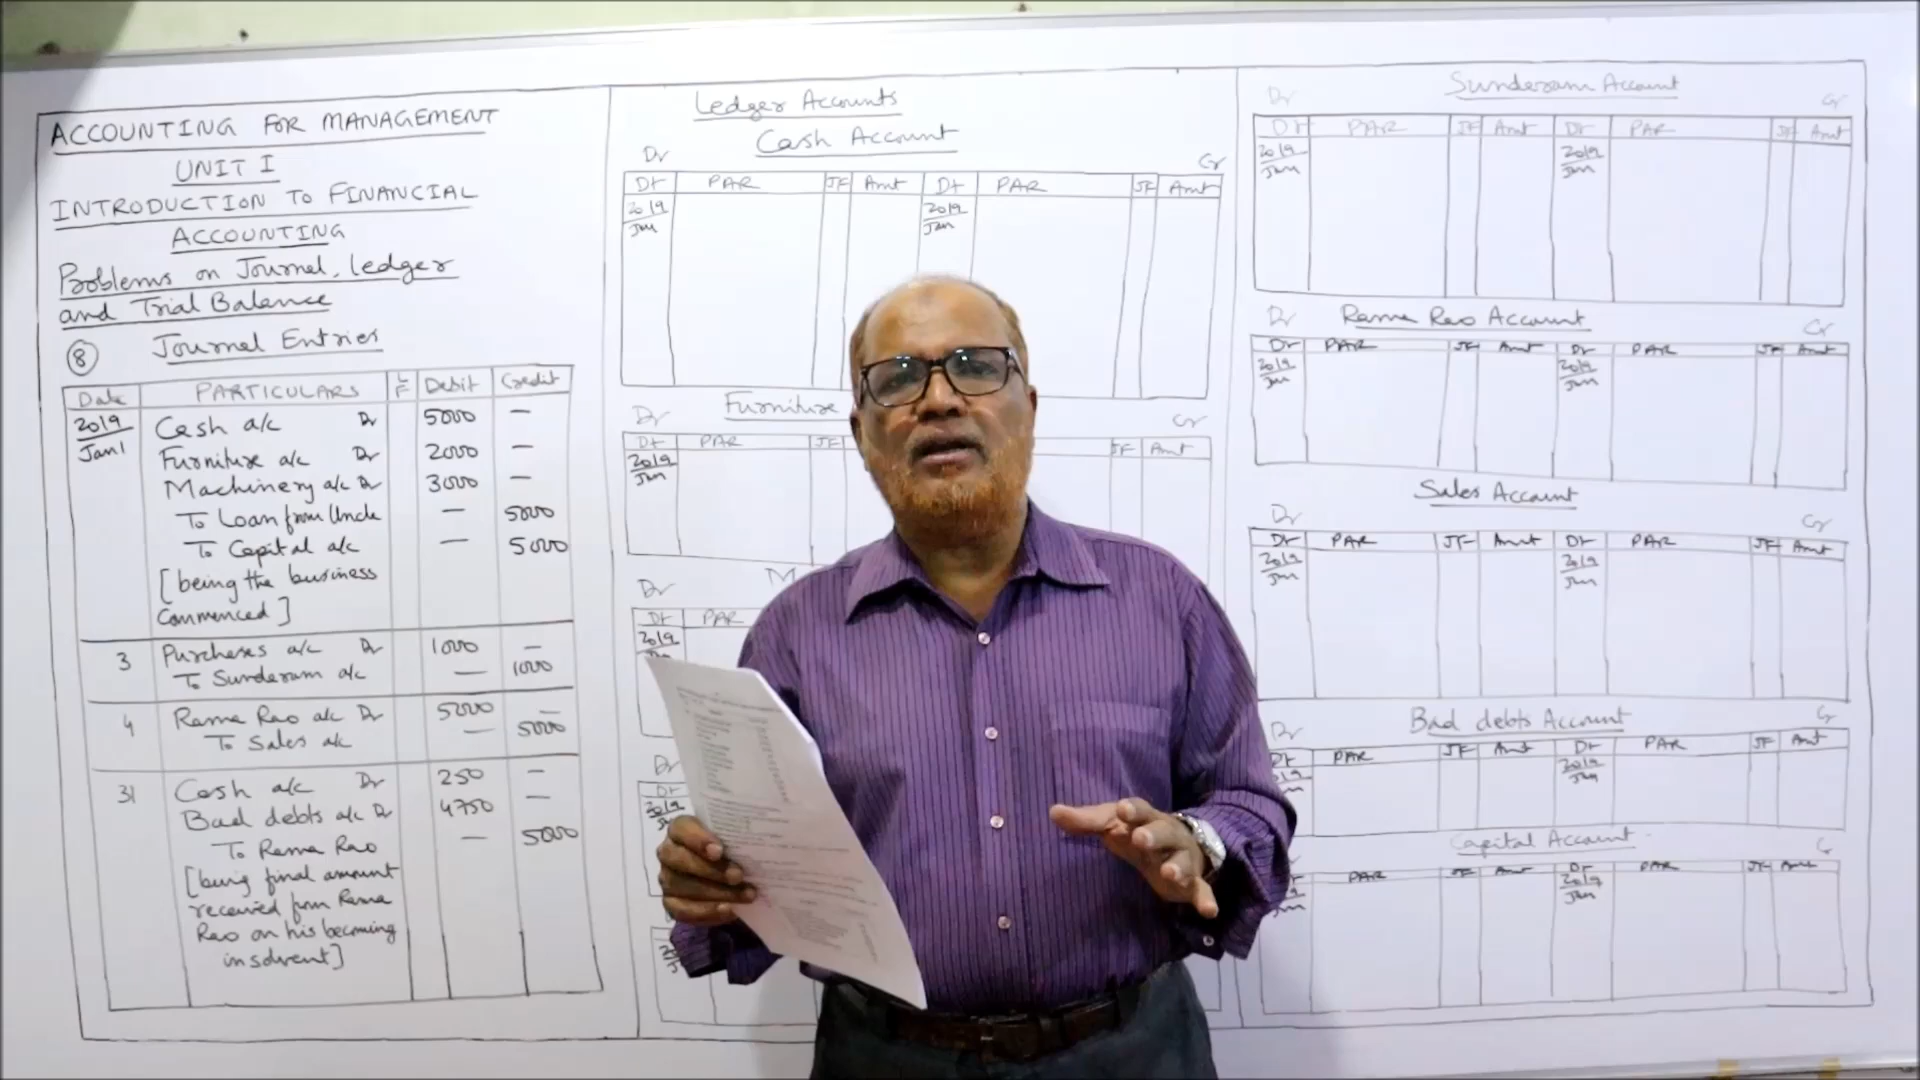 ACCOUNTING FOR MANAGEMENT
UNIT I
INTRODUCTION TO FINANCIAL
ACCOUNTING
Problems on Journal, ledger
and Trial Balance
8 Journal Entries
Date PARTICULARS LF Debit Credit
2019 Cash a/c Dr 5000 —
Jan 1 Furniture a/c Dr 2000 —
Machinery a/c Dr 3000 —
To Loan from Uncle — 5000
To Capital a/c — 5000
[being the business
Commenced]
3 Purchases a/c Dr 1000 —
To Sunderam a/c — 1000
4 Rama Rao a/c Dr 5000 —
To Sales a/c — 5000
31 Cash a/c Dr 250 —
Bad debts a/c Dr 4750 —
To Rama Rao — 5000
[being final amount
received from Rama
Rao on his becoming
insolvent]
Ledger Accounts
Cash Account
Dr Cr
Dt PAR JF Amt Dt PAR JF Amt
2019 2019
Jan Jan
Furniture
Dr Cr
Dt PAR JF JF Amt
2019
Jan
M
Dr
Dt PAR
2019
Dr
Dt
2019
Sunderam Account
Dr Cr
Dt PAR JF Amt Dt PAR JF Amt
2019 2019
Jan Jan
Rama Rao Account
Dr Cr
Dt PAR JF Amt Dt PAR JF Amt
2019 2019
Jan Jan
Sales Account
Dr Cr
Dt PAR JF Amt Dt PAR JF Amt
2019 2019
Jan Jan
Bad debts Account
Dr Cr
Dt PAR JF Amt Dt PAR JF Amt
2019
Jan
Capital Account
Cr
PAR JF Amt Dt PAR JF Amt
2019
Jan